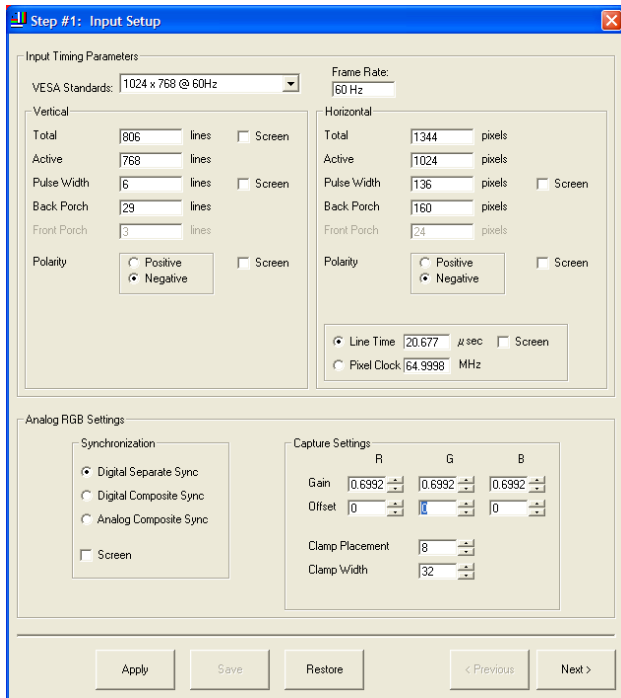 Step #1: Input Setup
Input Timing Parameters
VESA Standards: 1024 x 768 @ 60Hz
Frame Rate:
60 Hz
Vertical
Total 806 lines Screen
Active 768 lines
Pulse Width 6 lines Screen
Back Porch 29 lines
Front Porch 3 lines
Polarity Positive Screen
Negative
Horizontal
Total 1344 pixels
Active 1024 pixels
Pulse Width 136 pixels Screen
Back Porch 160 pixels
Front Porch 24 pixels
Polarity Positive Screen
Negative
Line Time 20.677 μsec Screen
Pixel Clock 64.9998 MHz
Analog RGB Settings
Synchronization
Digital Separate Sync
Digital Composite Sync
Analog Composite Sync
Screen
Capture Settings
R G B
Gain 0.6992 0.6992 0.6992
Offset 0 0 0
Clamp Placement 8
Clamp Width 32
Apply Save Restore < Previous Next >